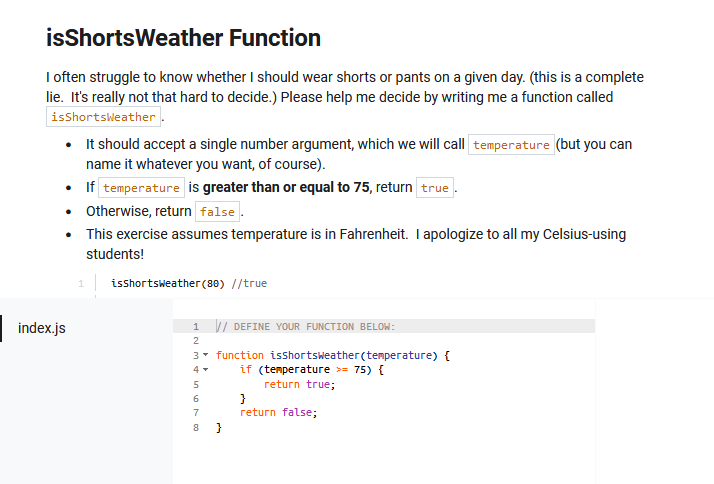 isShortsWeather Function
I often struggle to know whether I should wear shorts or pants on a given day. (this is a complete
lie.  It's really not that hard to decide.) Please help me decide by writing me a function called
isShortsWeather .
• It should accept a single number argument, which we will call temperature (but you can
name it whatever you want, of course).
• If temperature is greater than or equal to 75, return true .
• Otherwise, return false .
• This exercise assumes temperature is in Fahrenheit.  I apologize to all my Celsius-using
students!
1 isShortsWeather(80) //true
index.js
1 // DEFINE YOUR FUNCTION BELOW:
2
3 function isShortsWeather(temperature) {
4     if (temperature >= 75) {
5         return true;
6     }
7     return false;
8 }